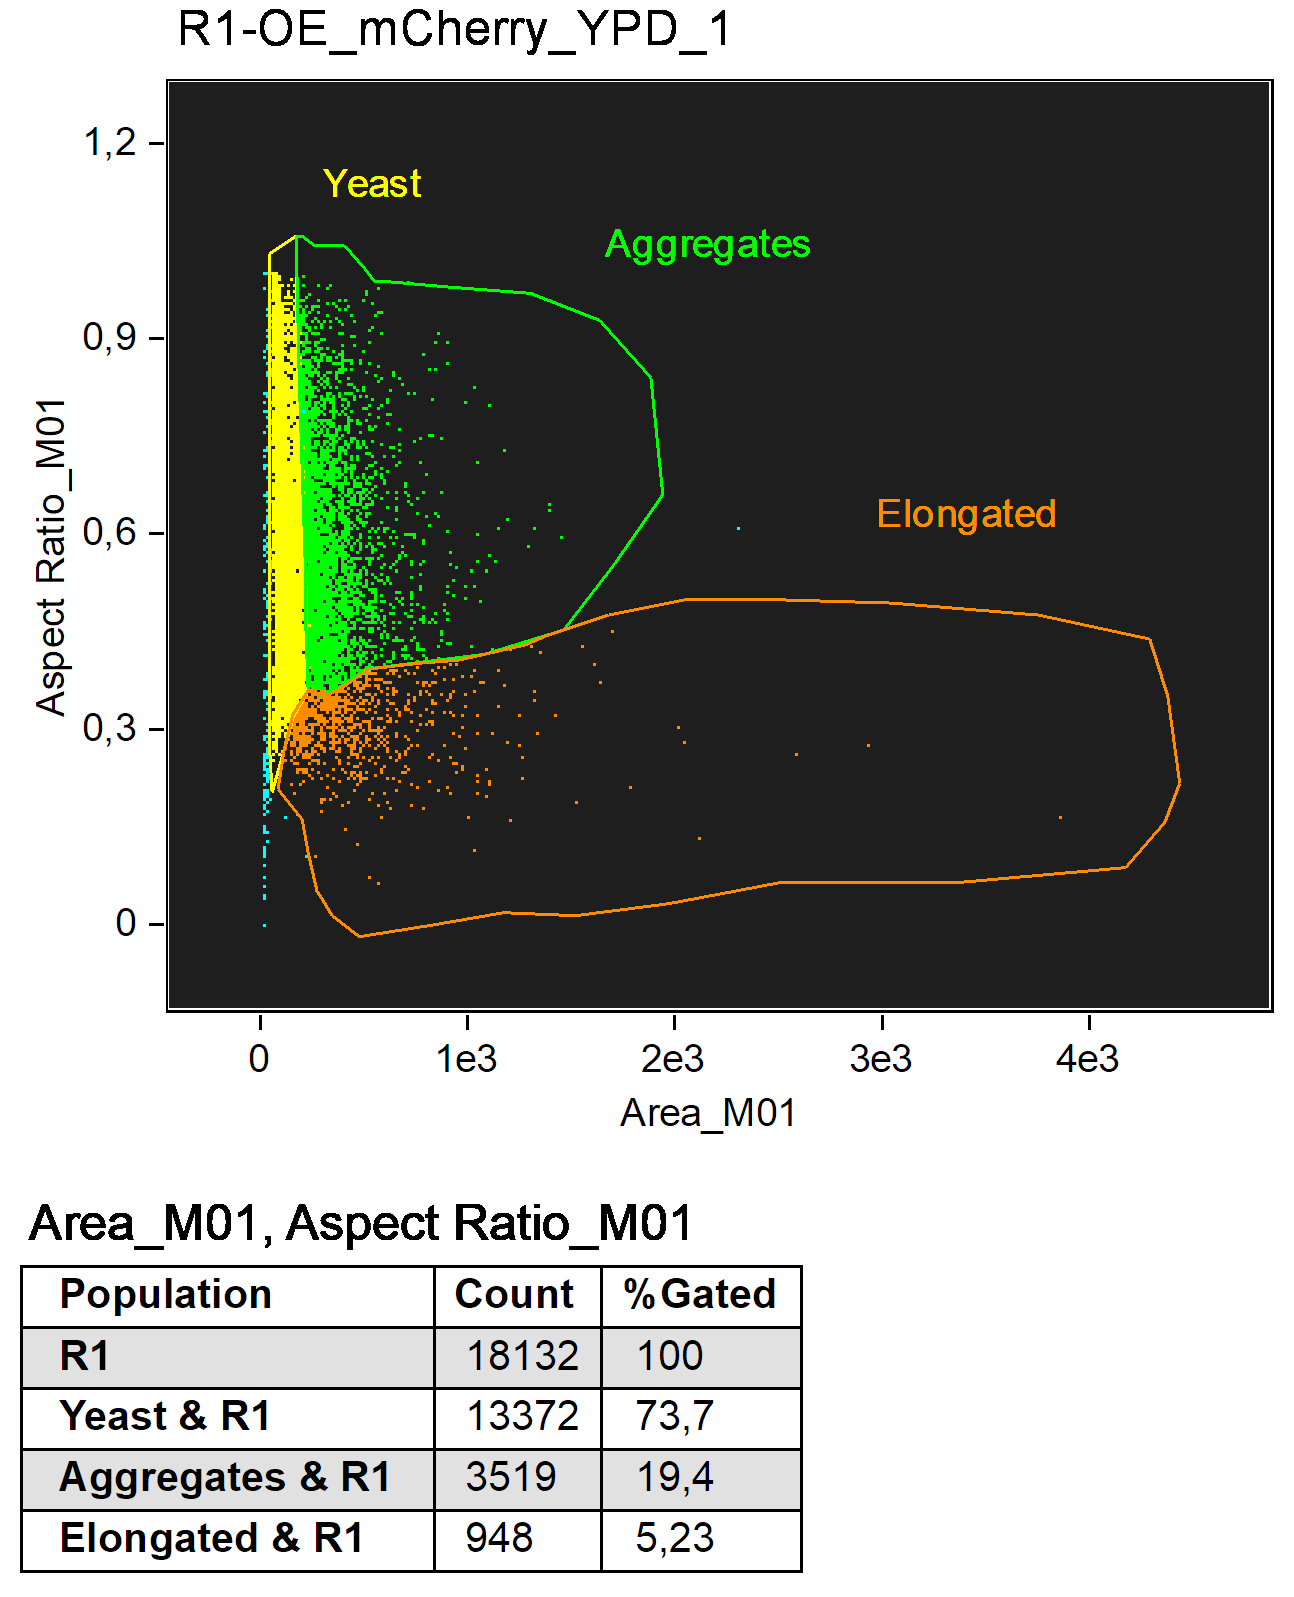 R1-OE_mCherry_YPD_1
1,2
Yeast
Aggregates
0,9
Aspect Ratio_M01
Elongated
0,6
0,3
0
0 1e3 2e3 3e3 4e3
Area_M01
Area_M01, Aspect Ratio_M01
Population Count %Gated
R1 18132 100
Yeast & R1 13372 73,7
Aggregates & R1 3519 19,4
Elongated & R1 948 5,23